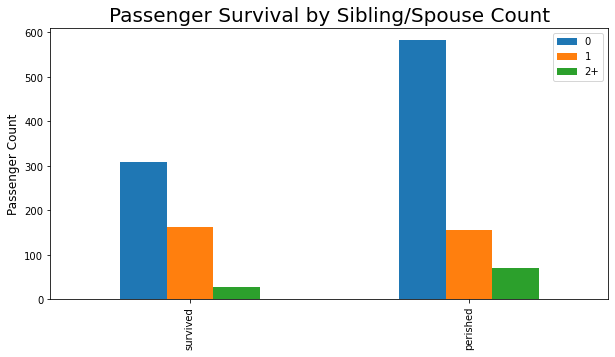 Passenger Survival by Sibling/Spouse Count
Passenger Count
600
500
400
300
200
100
0
0
1
2+
survived
perished